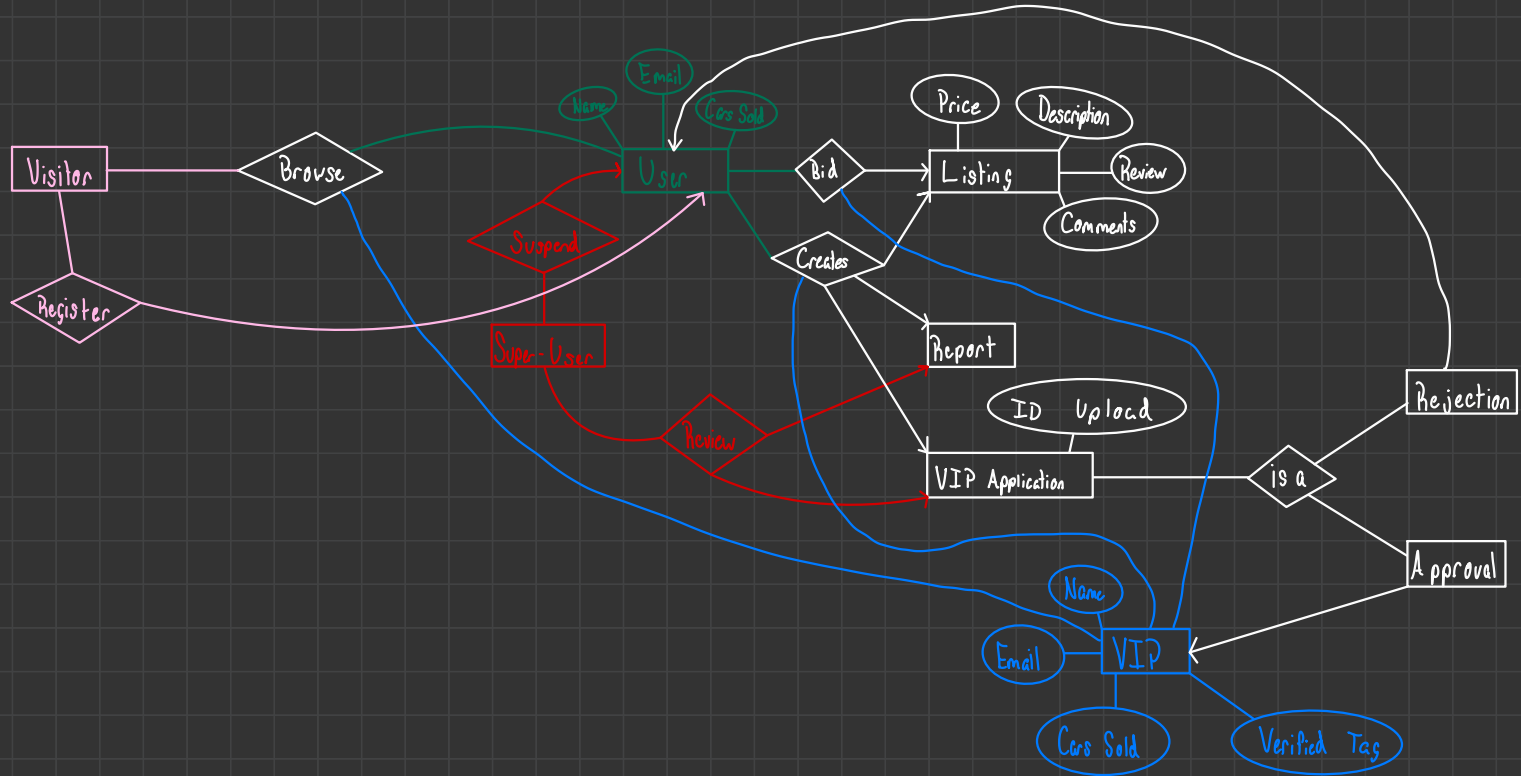 Email
Name
Cars Sold
Price
Description
Visitor
Browse
User
Bid
Listing
Review
Comments
Suspend
Creates
Register
Super-User
Report
Rejection
ID Upload
Review
VIP Application
is a
Approval
Name
Email
VIP
Cars Sold
Verified Tag